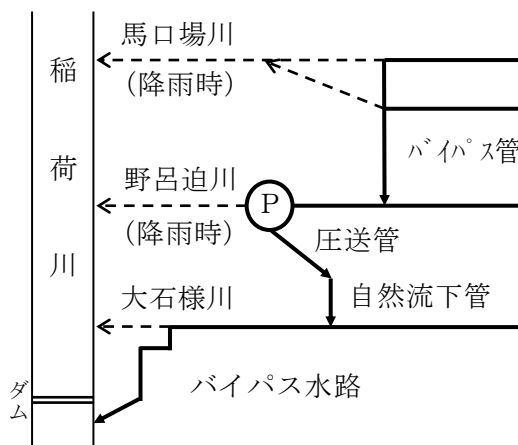 稲荷川
馬口場川
(降雨時)
バイパス管
野呂迫川
(降雨時)
P
圧送管
自然流下管
大石様川
バイパス水路
ダム